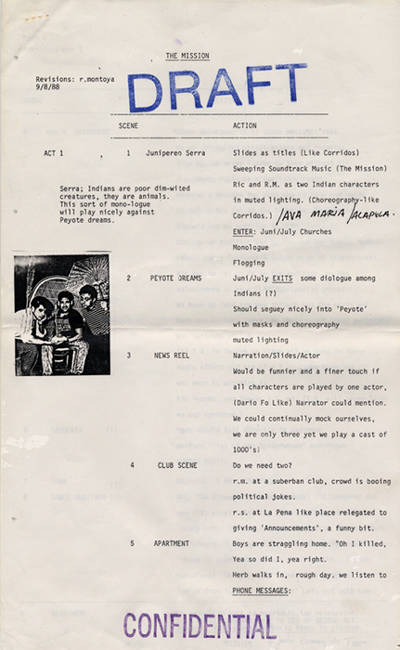 THE MISSION
Revisions: r.montoya
9/8/88
DRAFT
SCENE ACTION
ACT 1 1 Junipereo Serra Slides as titles (Like Corridos)
Sweeping Soundtrack Music (The Mission)
Ric and R.M. as two Indian characters
in muted lighting. (Choreography-like
Corridos.) /AVA MARIA /ACAPULA.
Serra; Indians are poor dim-wited
creatures, they are animals.
This sort of mono-logue
will play nicely against
Peyote dreams.
ENTER: Juni/July Churches
Monologue
Flogging
2 PEYOTE DREAMS Juni/July EXITS some dioloque among
Indians (?)
Should seguey nicely into 'Peyote'
with masks and choreography
muted lighting
3 NEWS REEL Narration/Slides/Actor
Would be funnier and a finer touch if
all characters are played by one actor,
(Dario Fo Like) Narrator could mention.
We could continually mock ourselves,
we are only three yet we play a cast of
1000's)
4 CLUB SCENE Do we need two?
r.m. at a suberban club, crowd is booing
political jokes.
r.s. at La Pena like place relegated to
giving 'Announcements', a funny bit.
5 APARTMENT Boys are straggling home. "Oh I killed,
Yea so did I, yea right.
Herb walks in, rough day. we listen to
PHONE MESSAGES:
CONFIDENTIAL